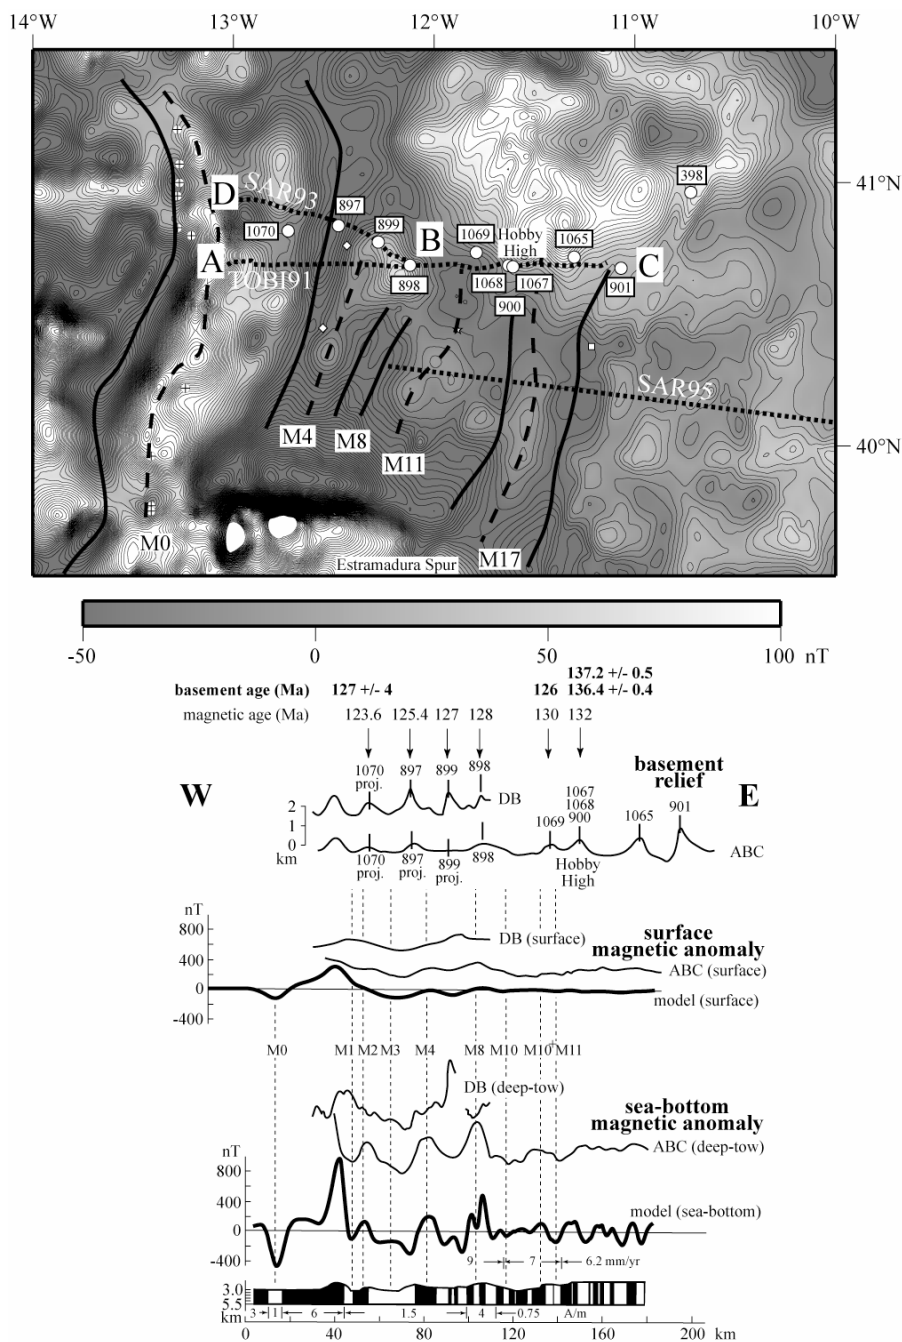 14°W 13°W 12°W 11°W 10°W
41°N
40°N
398
D SAR93 897
899
1070
B 1069 Hobby High 1065
A TOBI91
898 1068 1067 901 C
900
SAR95
M4 M8 M11
M0
Estramadura Spur
M17
-50 0 50 100 nT
137.2 +/- 0.5
basement age (Ma) 127 +/- 4 126 136.4 +/- 0.4
magnetic age (Ma) 123.6 125.4 127 128 130 132
basement
relief
W E
1070 proj. 897 899 898
DB
2
1
0
km
1067
1068
1069 900 1065 901
ABC
1070 proj. 897 proj. 899 proj. 898
Hobby
High
nT
800
400
0
-400
DB (surface)
surface
magnetic anomaly
ABC (surface)
model (surface)
M0 M1 M2 M3 M4 M8 M10 M10+ M11
DB (deep-tow)
sea-bottom
magnetic anomaly
ABC (deep-tow)
nT
800
400
0
-400
model (sea-bottom)
9 7 6.2 mm/yr
3.0
5.5
km
3 1 6 1.5 4 0.75 A/m
0 40 80 120 160 200
km